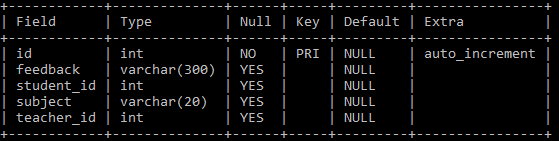 +------------+--------------+------+-----+---------+----------------+
| Field      | Type         | Null | Key | Default | Extra          |
+------------+--------------+------+-----+---------+----------------+
| id         | int          | NO   | PRI | NULL    | auto_increment |
| feedback   | varchar(300) | YES  |     | NULL    |                |
| student_id | int          | YES  |     | NULL    |                |
| subject    | varchar(20)  | YES  |     | NULL    |                |
| teacher_id | int          | YES  |     | NULL    |                |
+------------+--------------+------+-----+---------+----------------+